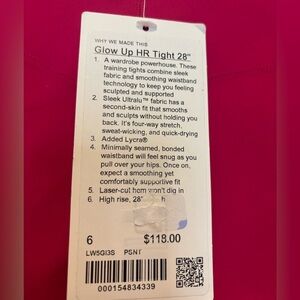 WHY WE MADE THIS
Glow Up HR Tight 28"
1. A wardrobe powerhouse. These
training tights combine sleek
fabric and smoothing waistband
technology to keep you feeling
sculpted and supported
2. Sleek Ultralu™ fabric has a
second-skin fit that smooths
and sculpts without holding you
back. It's four-way stretch,
sweat-wicking, and quick-drying
3. Added Lycra®
4. Minimally seamed, bonded
waistband will feel snug as you
pull over your hips. Once on,
expect a smoothing yet
comfortably supportive fit
5. Laser-cut hem won't dig in
6. High rise, 28"
6 $118.00
LW5GI3S PSNT
000154834339